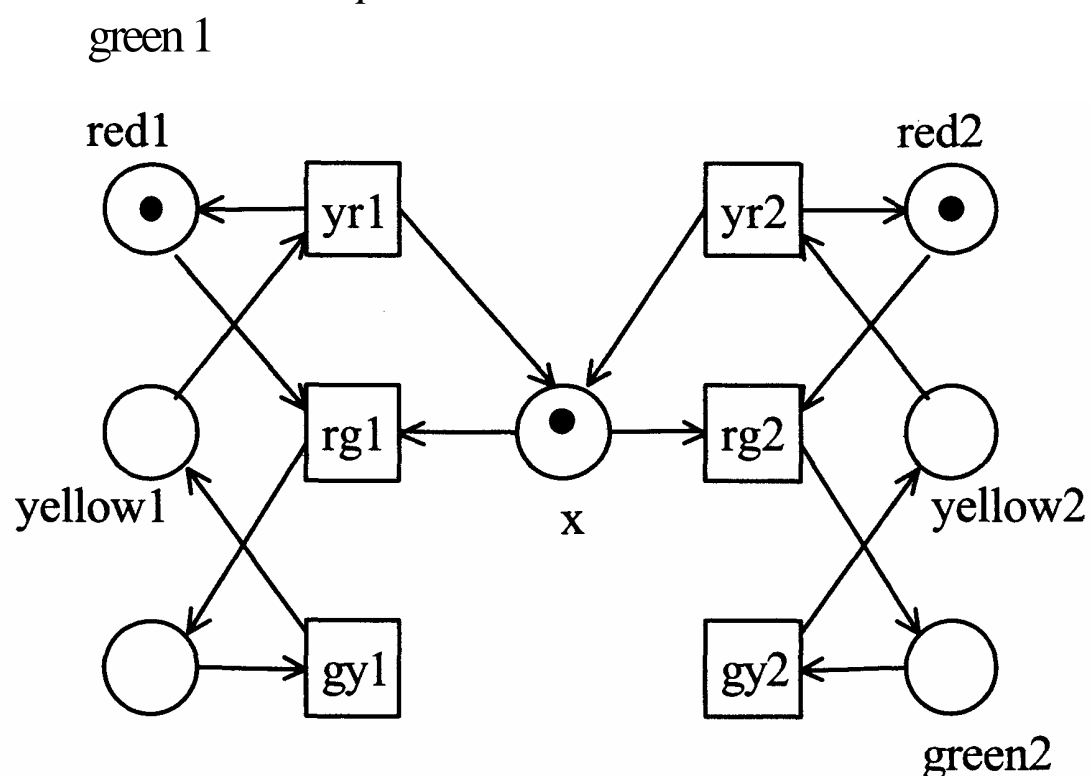 green 1
red1
red2
yr1
yr2
rg1
rg2
yellow1
x
yellow2
gy1
gy2
green2